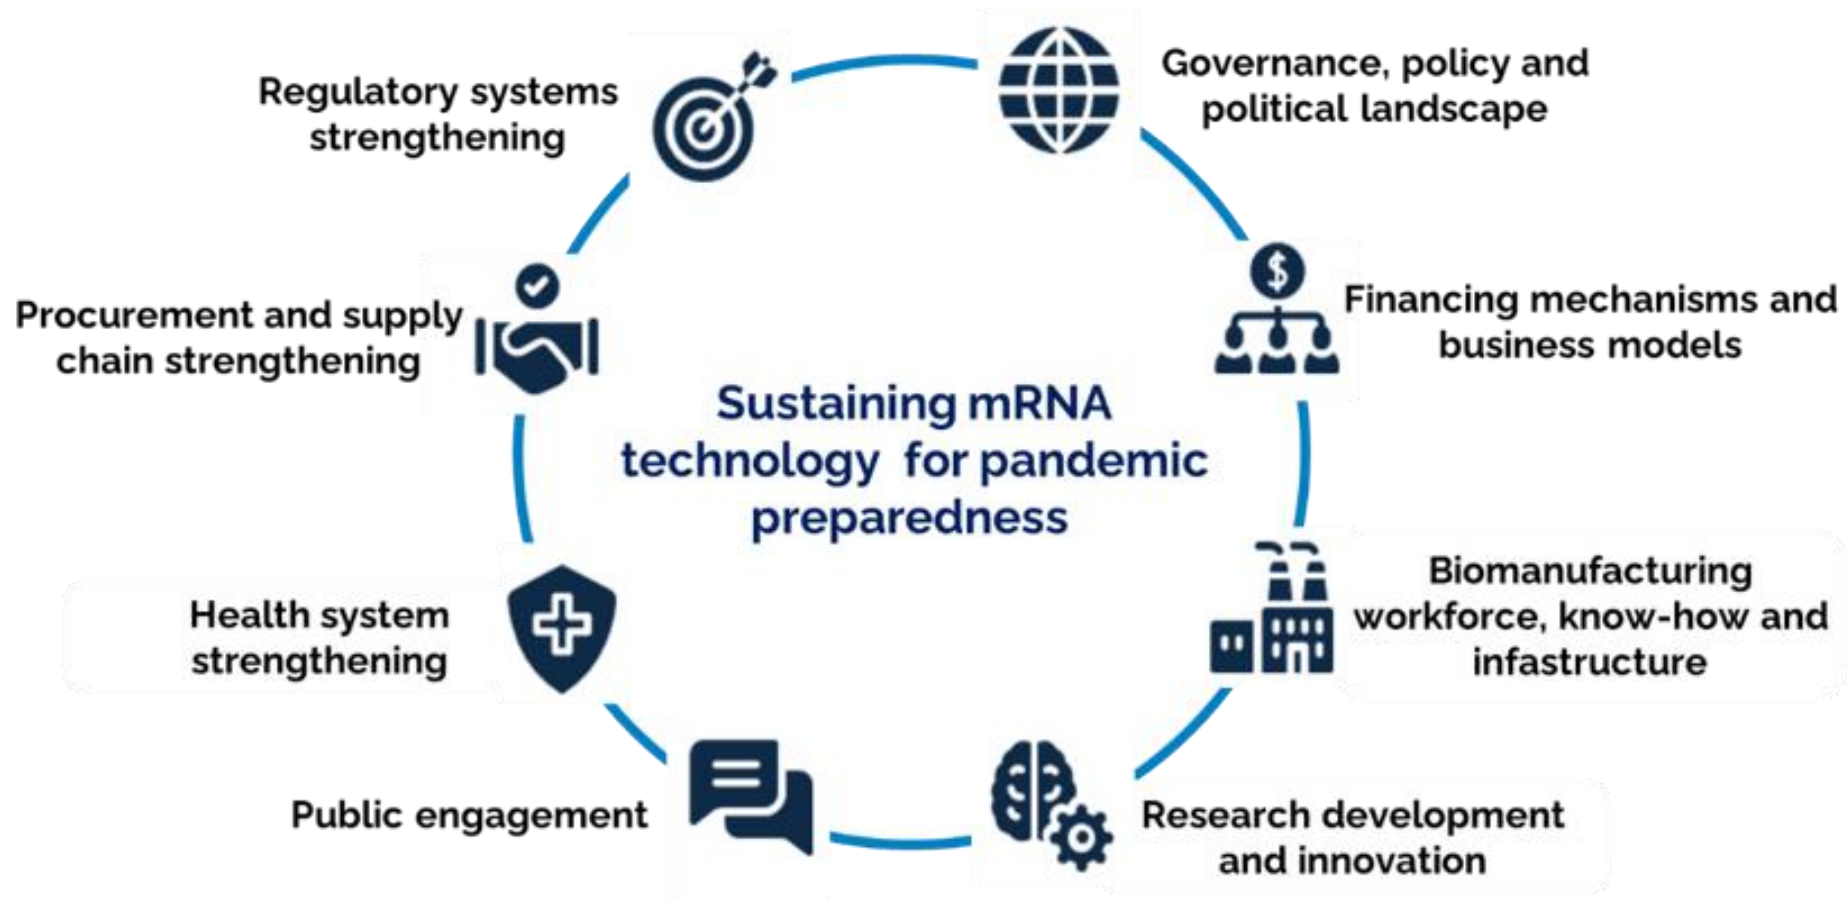 Governance, policy and
political landscape
Financing mechanisms and
business models
Biomanufacturing
workforce, know-how and
infastructure
Research development
and innovation
Public engagement
Health system
strengthening
Procurement and supply
chain strengthening
Regulatory systems
strengthening
Sustaining mRNA
technology for pandemic
preparedness
$